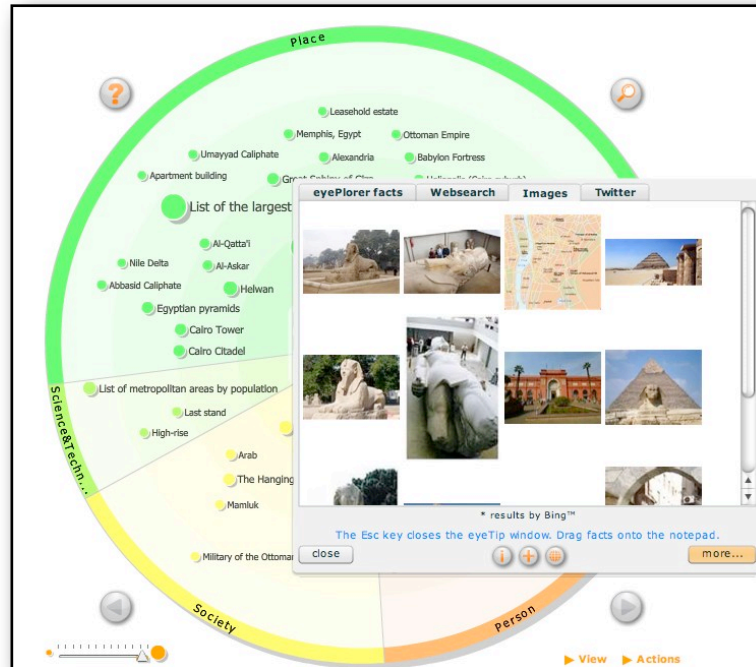 Place
?
Leasehold estate
Memphis, Egypt
Ottoman Empire
Umayyad Caliphate
Alexandria
Babylon Fortress
Apartment building
List of the largest
Al-Qatta'i
Nile Delta
Al-Askar
Abbasid Caliphate
Helwan
Egyptian pyramids
Cairo Tower
Cairo Citadel
List of metropolitan areas by population
Last stand
High-rise
Science&Techn...
Arab
The Hanging
Mamluk
Military of the Ottoman
Society
Person
eyePlorer facts
Websearch
Images
Twitter
* results by Bing™
The Esc key closes the eyeTip window. Drag facts onto the notepad.
close
i
more...
View
Actions